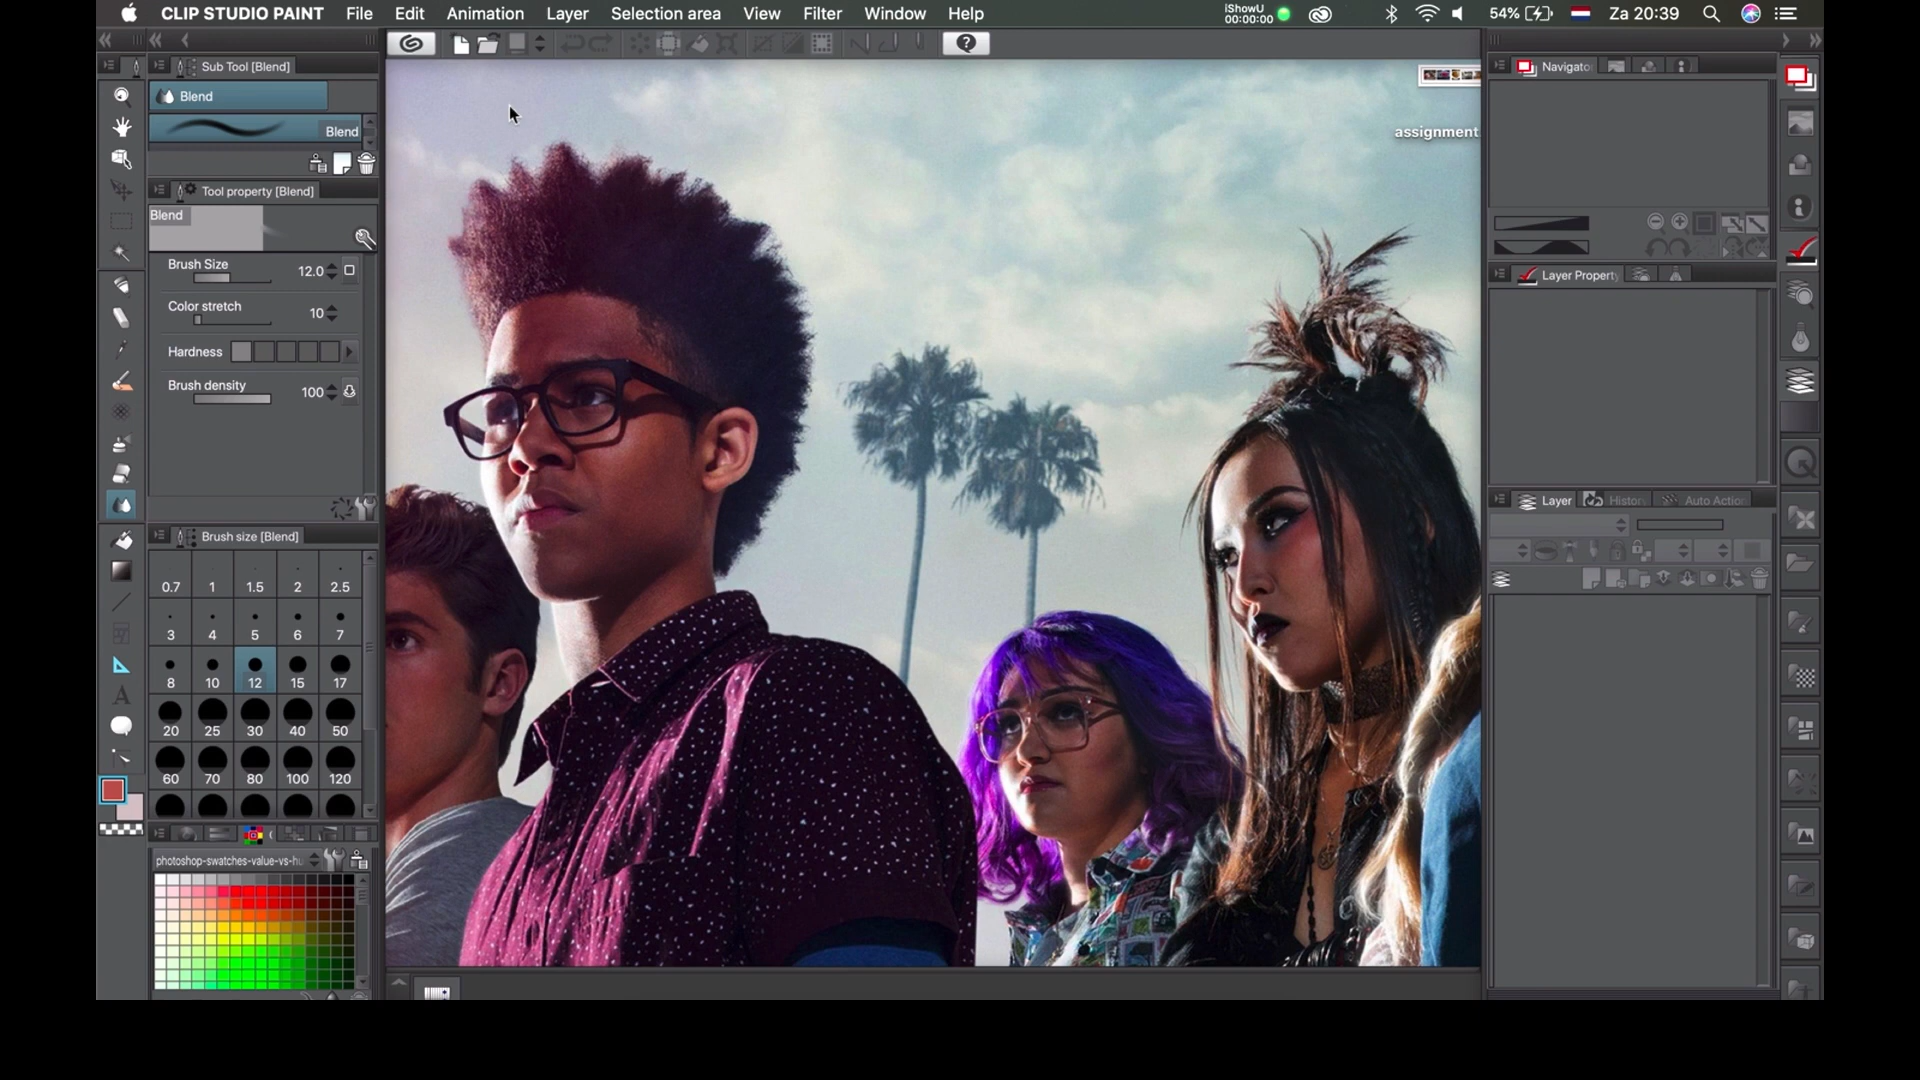 CLIP STUDIO PAINT File Edit Animation Layer Selection area View Filter Window Help
iShowU 00:00:00
54%
Za 20:39
Sub Tool [Blend]
Blend
Blend
Tool property [Blend]
Blend
Brush Size 12.0
Color stretch 10
Hardness
Brush density 100
Brush size [Blend]
0.7 1 1.5 2 2.5
3 4 5 6 7
8 10 12 15 17
20 25 30 40 50
60 70 80 100 120
photoshop-swatches-value-vs-hu
assignment
Navigato
Layer Property
Layer Histor Auto Action